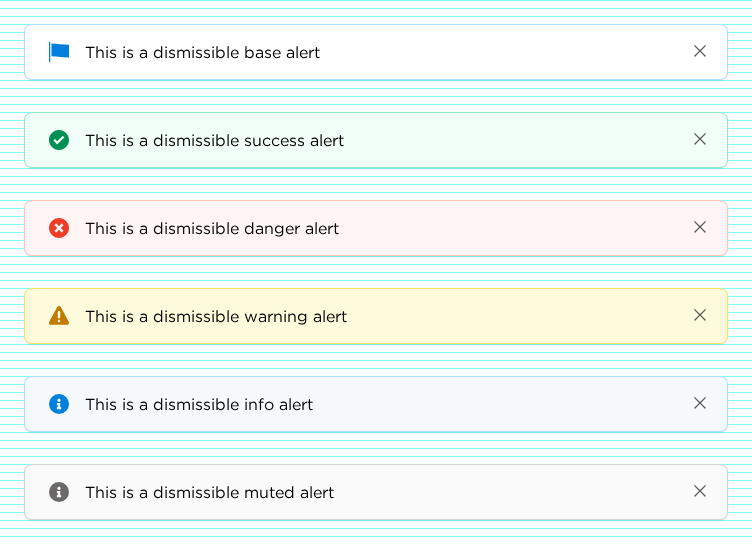 This is a dismissible base alert
This is a dismissible success alert
This is a dismissible danger alert
This is a dismissible warning alert
This is a dismissible info alert
This is a dismissible muted alert